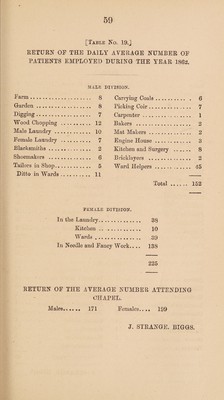 59
[TABLE No. 19.]
RETURN OF THE DAILY AVERAGE NUMBER OF
PATIENTS EMPLOYED DURING THE YEAR 1862.
MALE DIVISION.
Farm .................... 8
Garden ................. 8
Digging ................. 7
Wood Chopping ........ 12
Male Laundry .......... 10
Female Laundry ........ 7
Blacksmiths ............ 2
Shoemakers ............ 6
Tailors in Shop.......... 5
Ditto in Wards ........ 11
Carrying Coals .......... 6
Picking Coir ............ 7
Carpenter .............. 1
Bakers .................. 2
Mat Makers ............ 2
Engine House .......... 3
Kitchen and Surgery .... 8
Bricklayers ............ 2
Ward Helpers .......... 45
Total ...... 152
FEMALE DIVISION.
In the Laundry.............. 28
Kitchen .............. 10
Wards ................ 59
In Needle and Fancy Work.... 138
235
RETURN OF THE AVERAGE NUMBER ATTENDING
CHAPEL.
Males...... 171 Females.... 129
J. STRANGE. BIGGS.